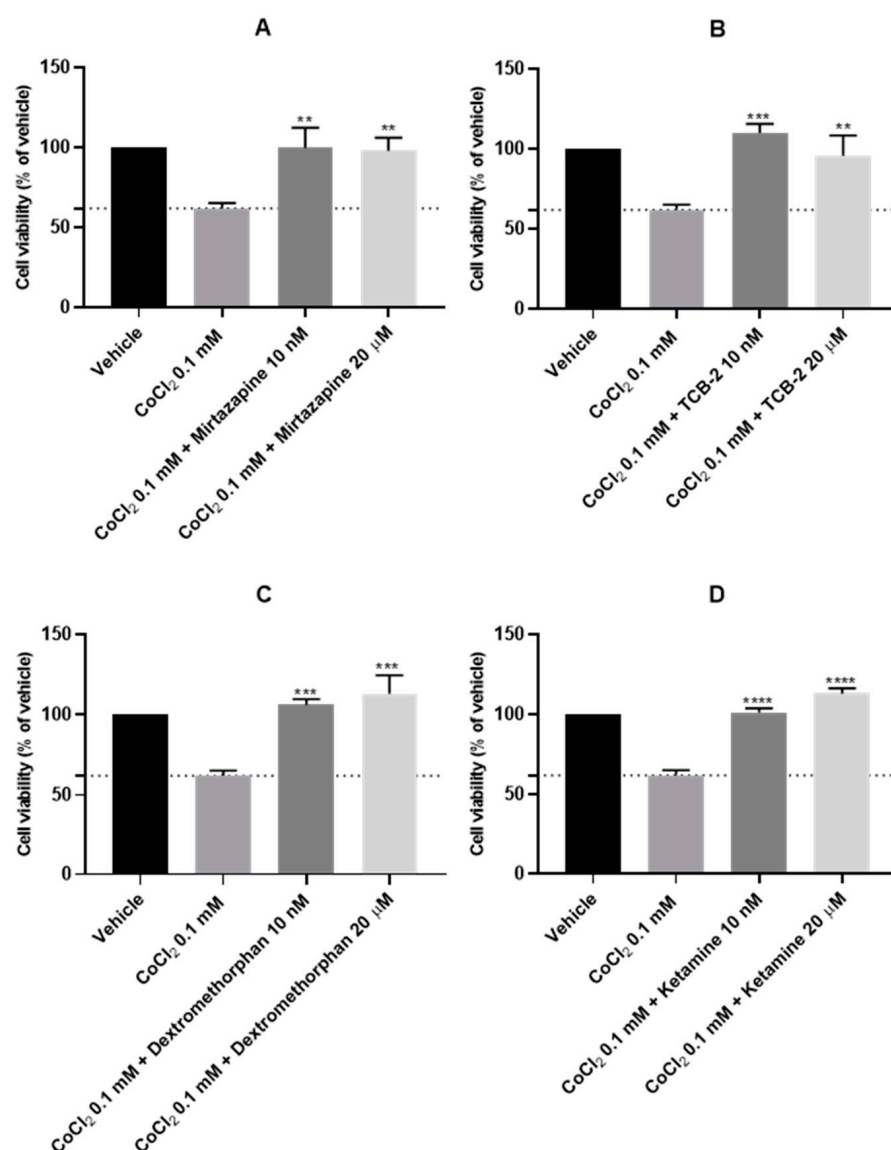 A
Cell viability (% of vehicle)
150
100
50
0
**
**
Vehicle
CoCl₂ 0.1 mM
CoCl₂ 0.1 mM + Mirtazapine 10 nM
CoCl₂ 0.1 mM + Mirtazapine 20 μM
B
Cell viability (% of vehicle)
150
100
50
0
***
**
Vehicle
CoCl₂ 0.1 mM
CoCl₂ 0.1 mM + TCB-2 10 nM
CoCl₂ 0.1 mM + TCB-2 20 μM
C
Cell viability (% of vehicle)
150
100
50
0
***
***
Vehicle
CoCl₂ 0.1 mM
CoCl₂ 0.1 mM + Dextromethorphan 10 nM
CoCl₂ 0.1 mM + Dextromethorphan 20 μM
D
Cell viability (% of vehicle)
150
100
50
0
****
****
Vehicle
CoCl₂ 0.1 mM
CoCl₂ 0.1 mM + Ketamine 10 nM
CoCl₂ 0.1 mM + Ketamine 20 μM